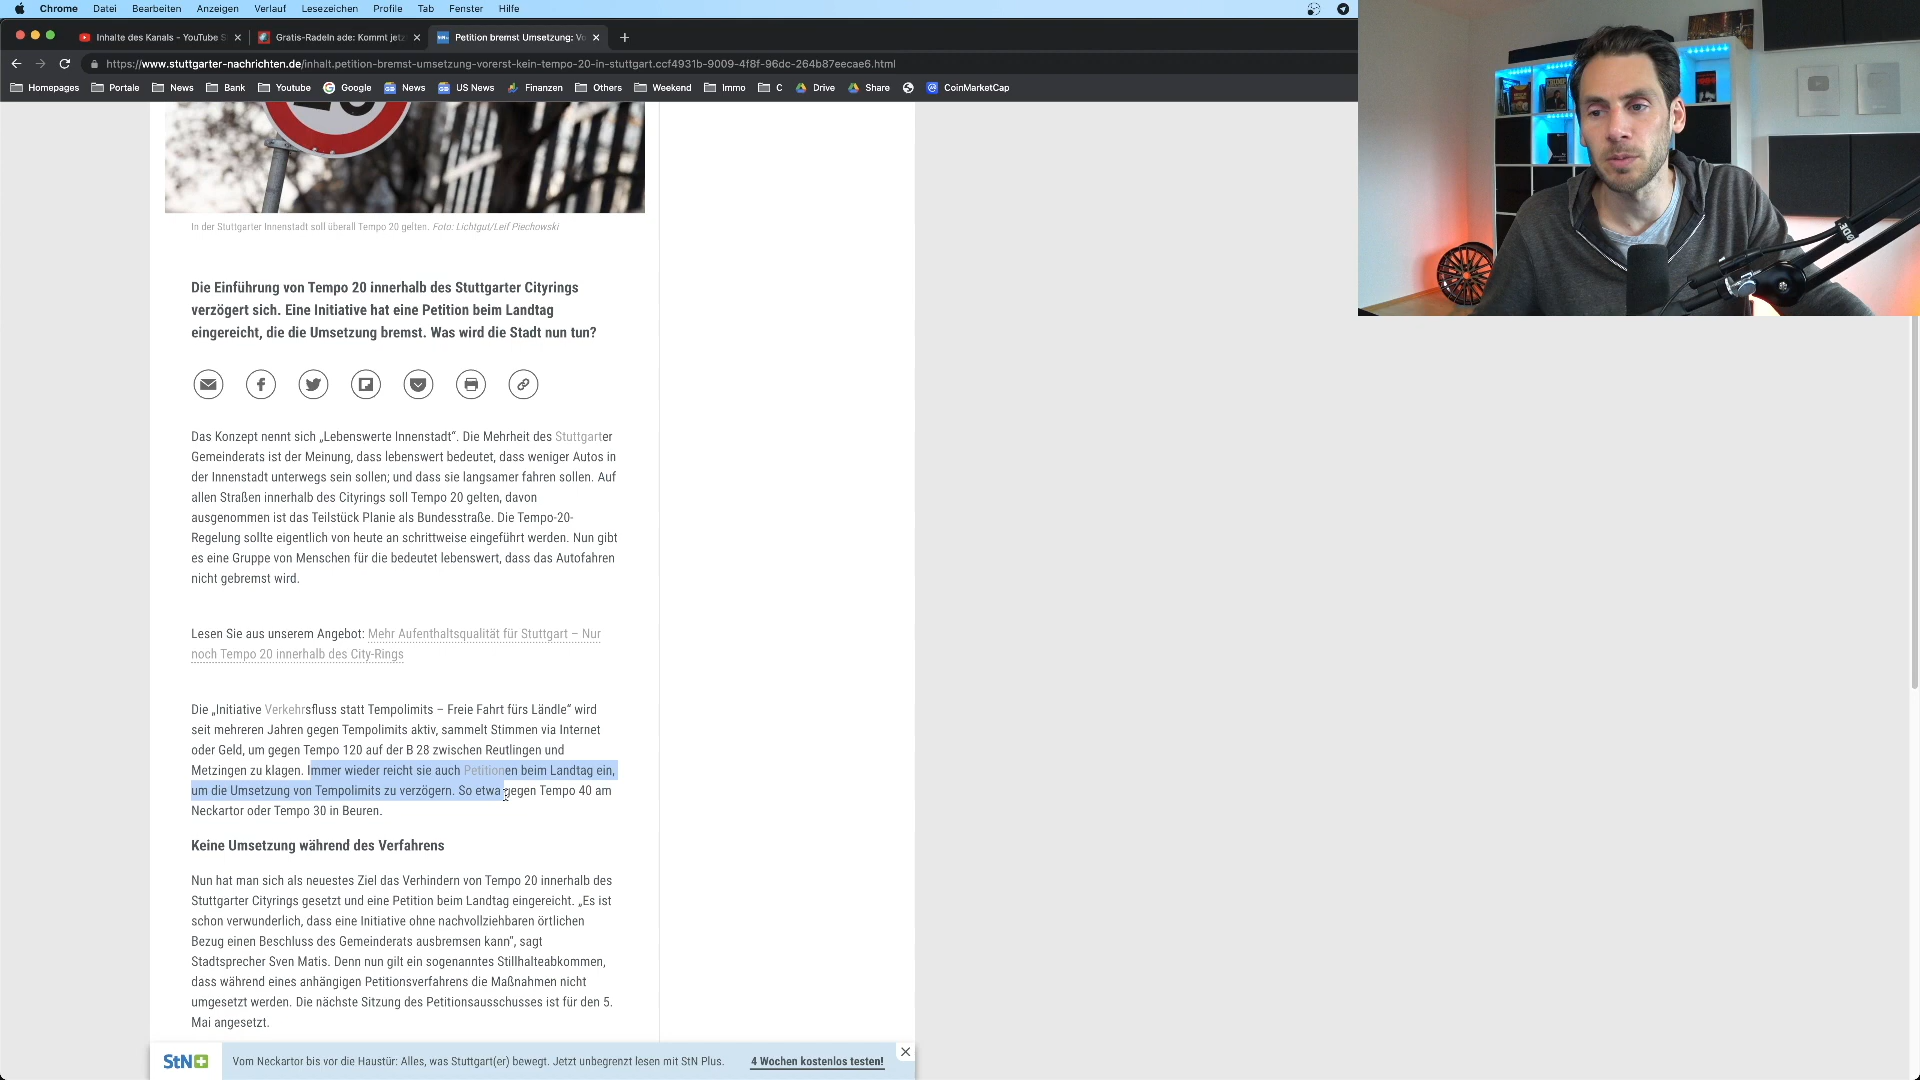 Chrome Datei Bearbeiten Anzeigen Verlauf Lesezeichen Profile Tab Fenster Hilfe
Inhalte des Kanals - YouTube S
Gratis-Radeln ade: Kommt jetz
Petition bremst Umsetzung: Vo
https://www.stuttgarter-nachrichten.de/inhalt.petition-bremst-umsetzung-vorerst-kein-tempo-20-in-stuttgart.ccf4931b-9009-4f8f-96dc-264b87eecae6.html
Homepages Portale News Bank Youtube Google News US News Finanzen Others Weekend Immo C Drive Share CoinMarketCap
In der Stuttgarter Innenstadt soll überall Tempo 20 gelten. Foto: Lichtgut/Leif Piechowski
Die Einführung von Tempo 20 innerhalb des Stuttgarter Cityrings
verzögert sich. Eine Initiative hat eine Petition beim Landtag
eingereicht, die die Umsetzung bremst. Was wird die Stadt nun tun?
Das Konzept nennt sich „Lebenswerte Innenstadt“. Die Mehrheit des Stuttgarter
Gemeinderats ist der Meinung, dass lebenswert bedeutet, dass weniger Autos in
der Innenstadt unterwegs sein sollen; und dass sie langsamer fahren sollen. Auf
allen Straßen innerhalb des Cityrings soll Tempo 20 gelten, davon
ausgenommen ist das Teilstück Planie als Bundesstraße. Die Tempo-20-
Regelung sollte eigentlich von heute an schrittweise eingeführt werden. Nun gibt
es eine Gruppe von Menschen für die bedeutet lebenswert, dass das Autofahren
nicht gebremst wird.
Lesen Sie aus unserem Angebot: Mehr Aufenthaltsqualität für Stuttgart – Nur
noch Tempo 20 innerhalb des City-Rings
Die „Initiative Verkehrsfluss statt Tempolimits – Freie Fahrt fürs Ländle“ wird
seit mehreren Jahren gegen Tempolimits aktiv, sammelt Stimmen via Internet
oder Geld, um gegen Tempo 120 auf der B 28 zwischen Reutlingen und
Metzingen zu klagen. Immer wieder reicht sie auch Petitionen beim Landtag ein,
um die Umsetzung von Tempolimits zu verzögern. So etwa gegen Tempo 40 am
Neckartor oder Tempo 30 in Beuren.
Keine Umsetzung während des Verfahrens
Nun hat man sich als neuestes Ziel das Verhindern von Tempo 20 innerhalb des
Stuttgarter Cityrings gesetzt und eine Petition beim Landtag eingereicht. „Es ist
schon verwunderlich, dass eine Initiative ohne nachvollziehbaren örtlichen
Bezug einen Beschluss des Gemeinderats ausbremsen kann“, sagt
Stadtsprecher Sven Matis. Denn nun gilt ein sogenanntes Stillhalteabkommen,
dass während eines anhängigen Petitionsverfahrens die Maßnahmen nicht
umgesetzt werden. Die nächste Sitzung des Petitionsausschusses ist für den 5.
Mai angesetzt.
StN+ Vom Neckartor bis vor die Haustür: Alles, was Stuttgart(er) bewegt. Jetzt unbegrenzt lesen mit StN Plus. 4 Wochen kostenlos testen!